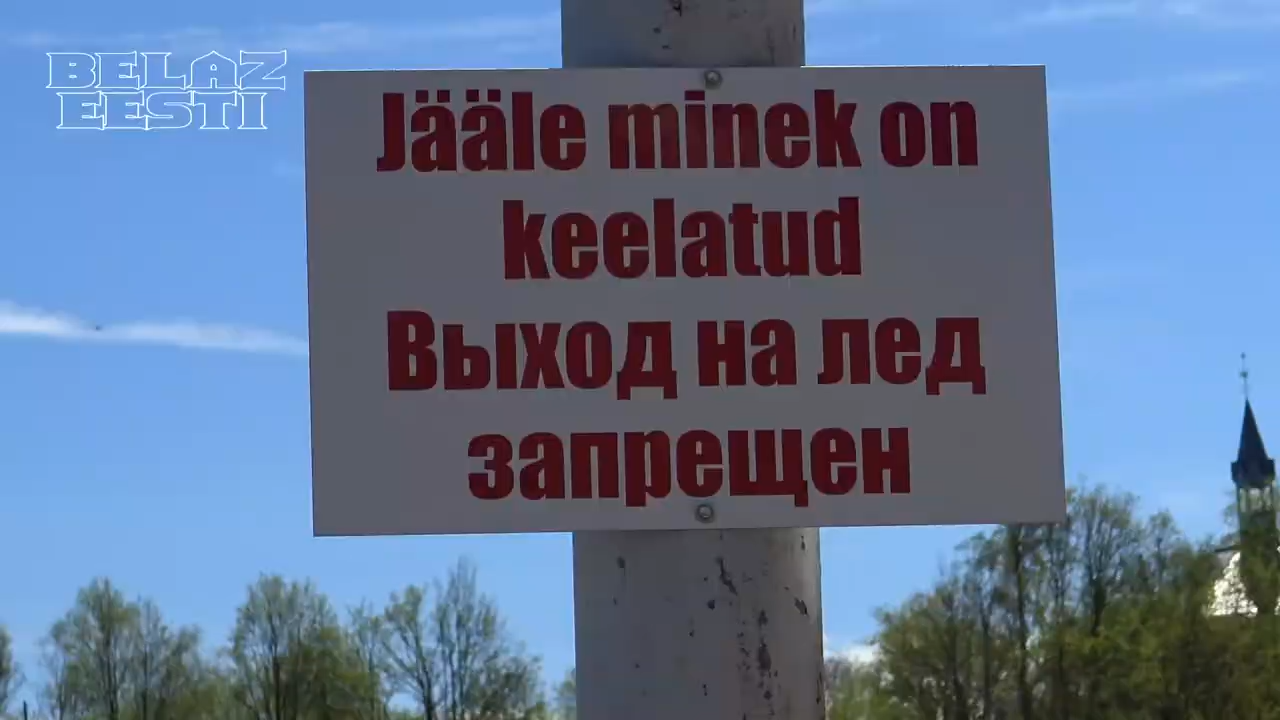 BELAZ
EESTI
Jääle minek on
keelatud
Выход на лед
запрещен